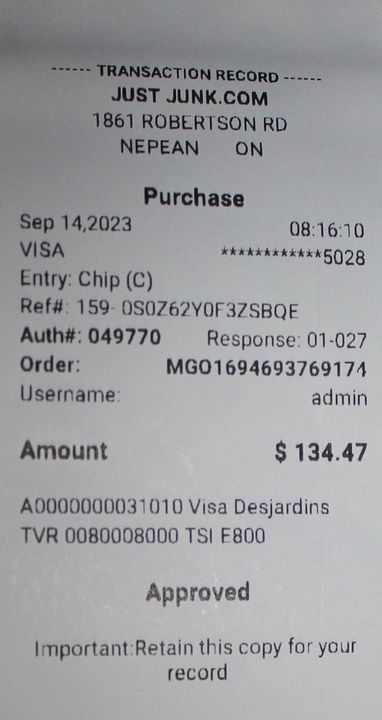 ------ TRANSACTION RECORD ------
JUST JUNK.COM
1861 ROBERTSON RD
NEPEAN ON
Purchase
Sep 14,2023 08:16:10
VISA ************5028
Entry: Chip (C)
Ref#: 159- 0S0Z62Y0F3ZSBQE
Auth#: 049770 Response: 01-027
Order: MGO1694693769174
Username: admin
Amount $ 134.47
A0000000031010 Visa Desjardins
TVR 0080008000 TSI E800
Approved
Important:Retain this copy for your
record